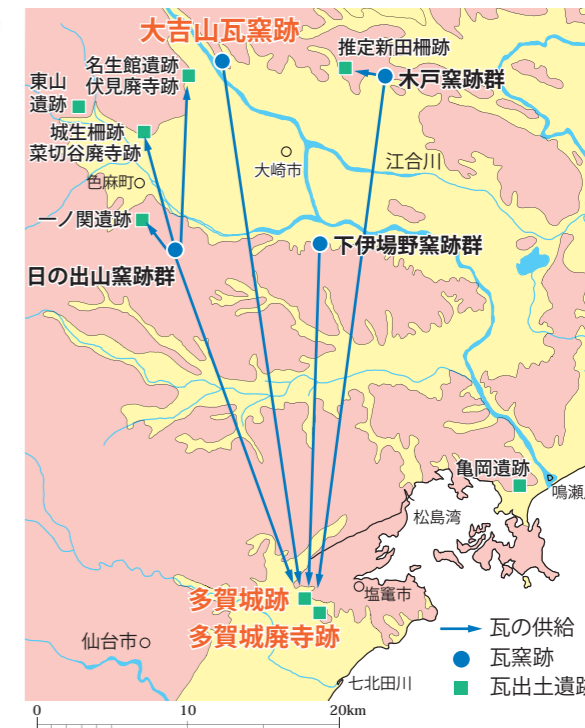 大吉山瓦窯跡
名生館遺跡
伏見廃寺跡
推定新田柵跡
木戸窯跡群
東山
遺跡
城生柵跡
菜切谷廃寺跡
大崎市
江合川
色麻町
一ノ関遺跡
下伊場野窯跡群
日の出山窯跡群
亀岡遺跡
鳴瀬
松島湾
多賀城跡
多賀城廃寺跡
塩竈市
仙台市
七北田川
瓦の供給
瓦窯跡
瓦出土遺跡
0 10 20km